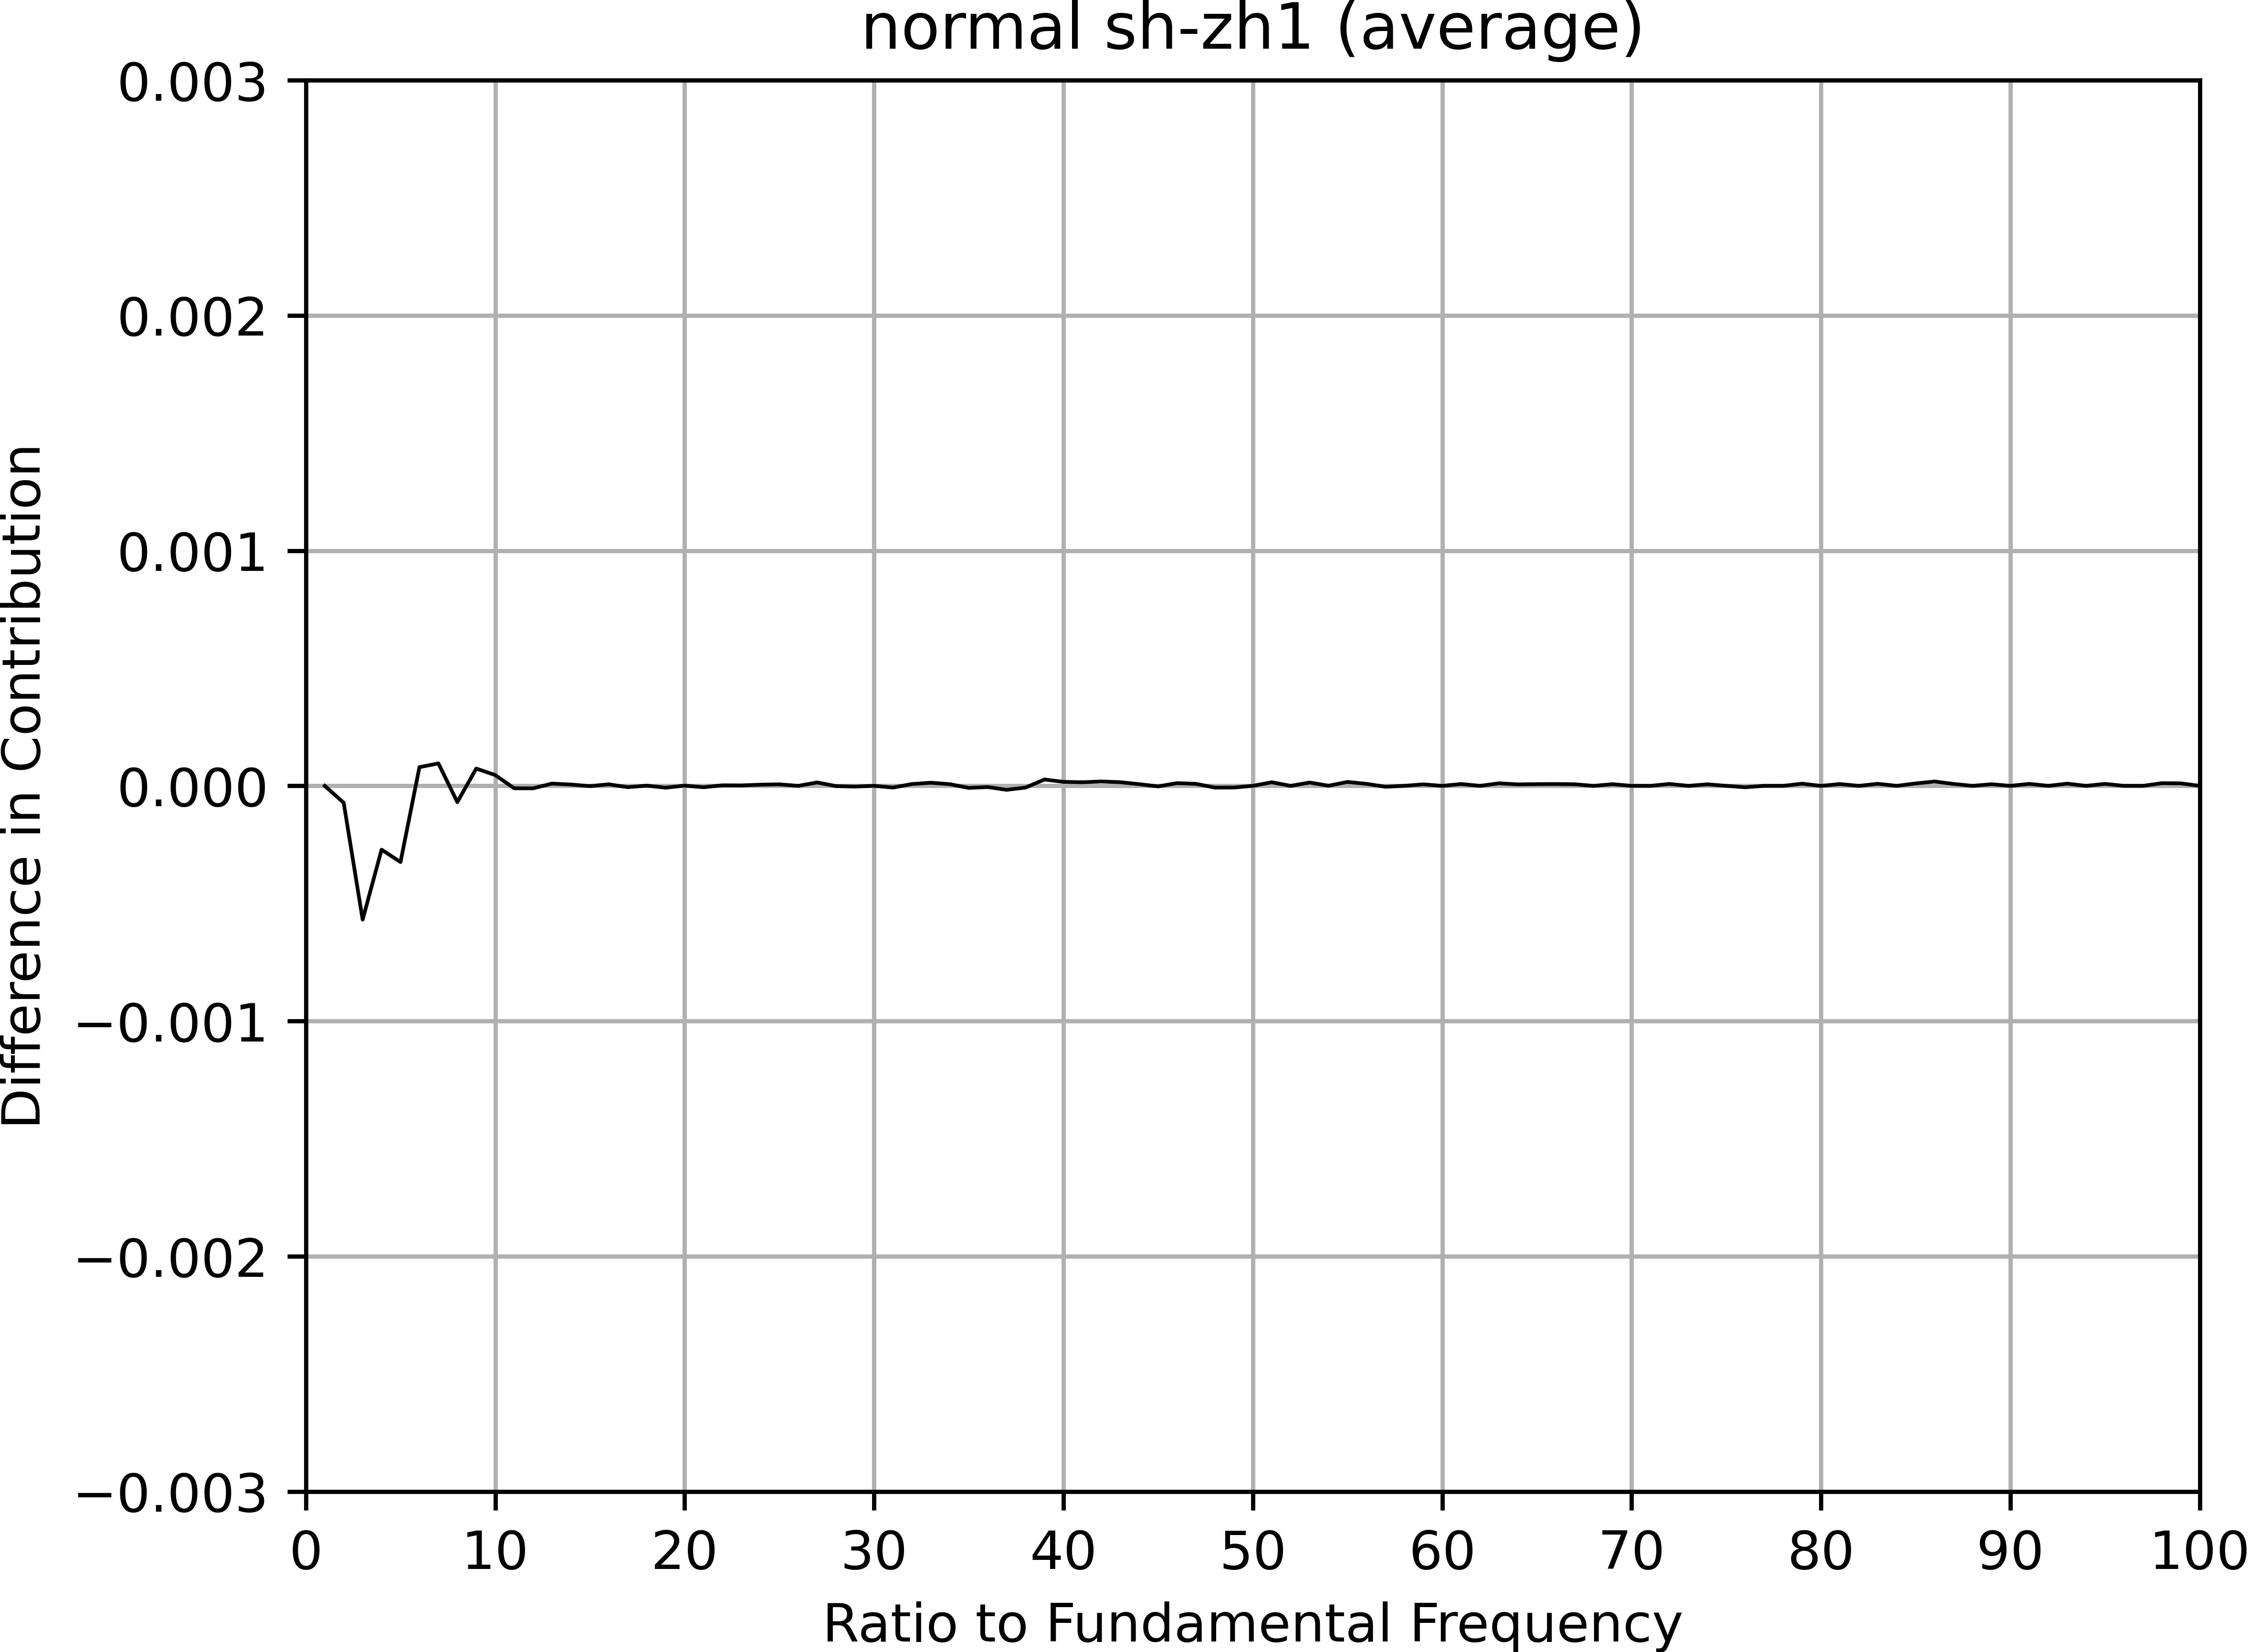 normal sh-zh1 (average)
Difference in Contribution
0.003
0.002
0.001
0.000
−0.001
−0.002
−0.003
0 10 20 30 40 50 60 70 80 90 100
Ratio to Fundamental Frequency